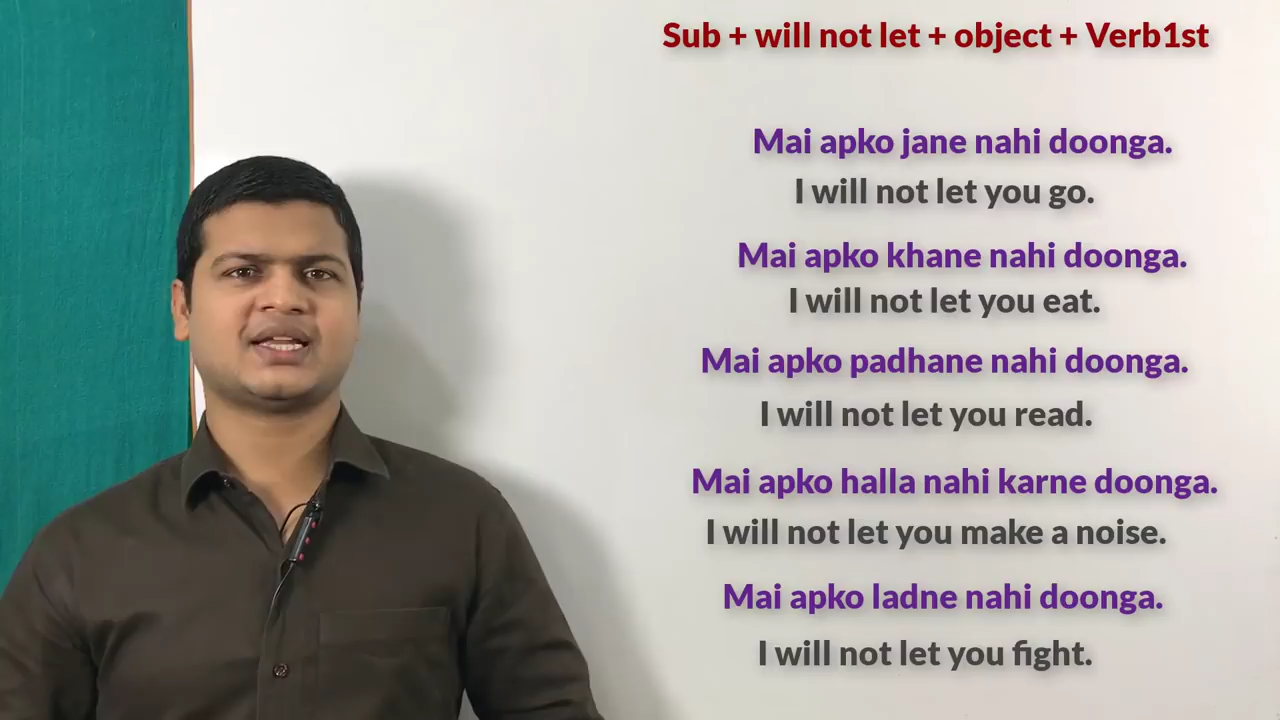 Sub + will not let + object + Verb1st
Mai apko jane nahi doonga.
I will not let you go.
Mai apko khane nahi doonga.
I will not let you eat.
Mai apko padhane nahi doonga.
I will not let you read.
Mai apko halla nahi karne doonga.
I will not let you make a noise.
Mai apko ladne nahi doonga.
I will not let you fight.